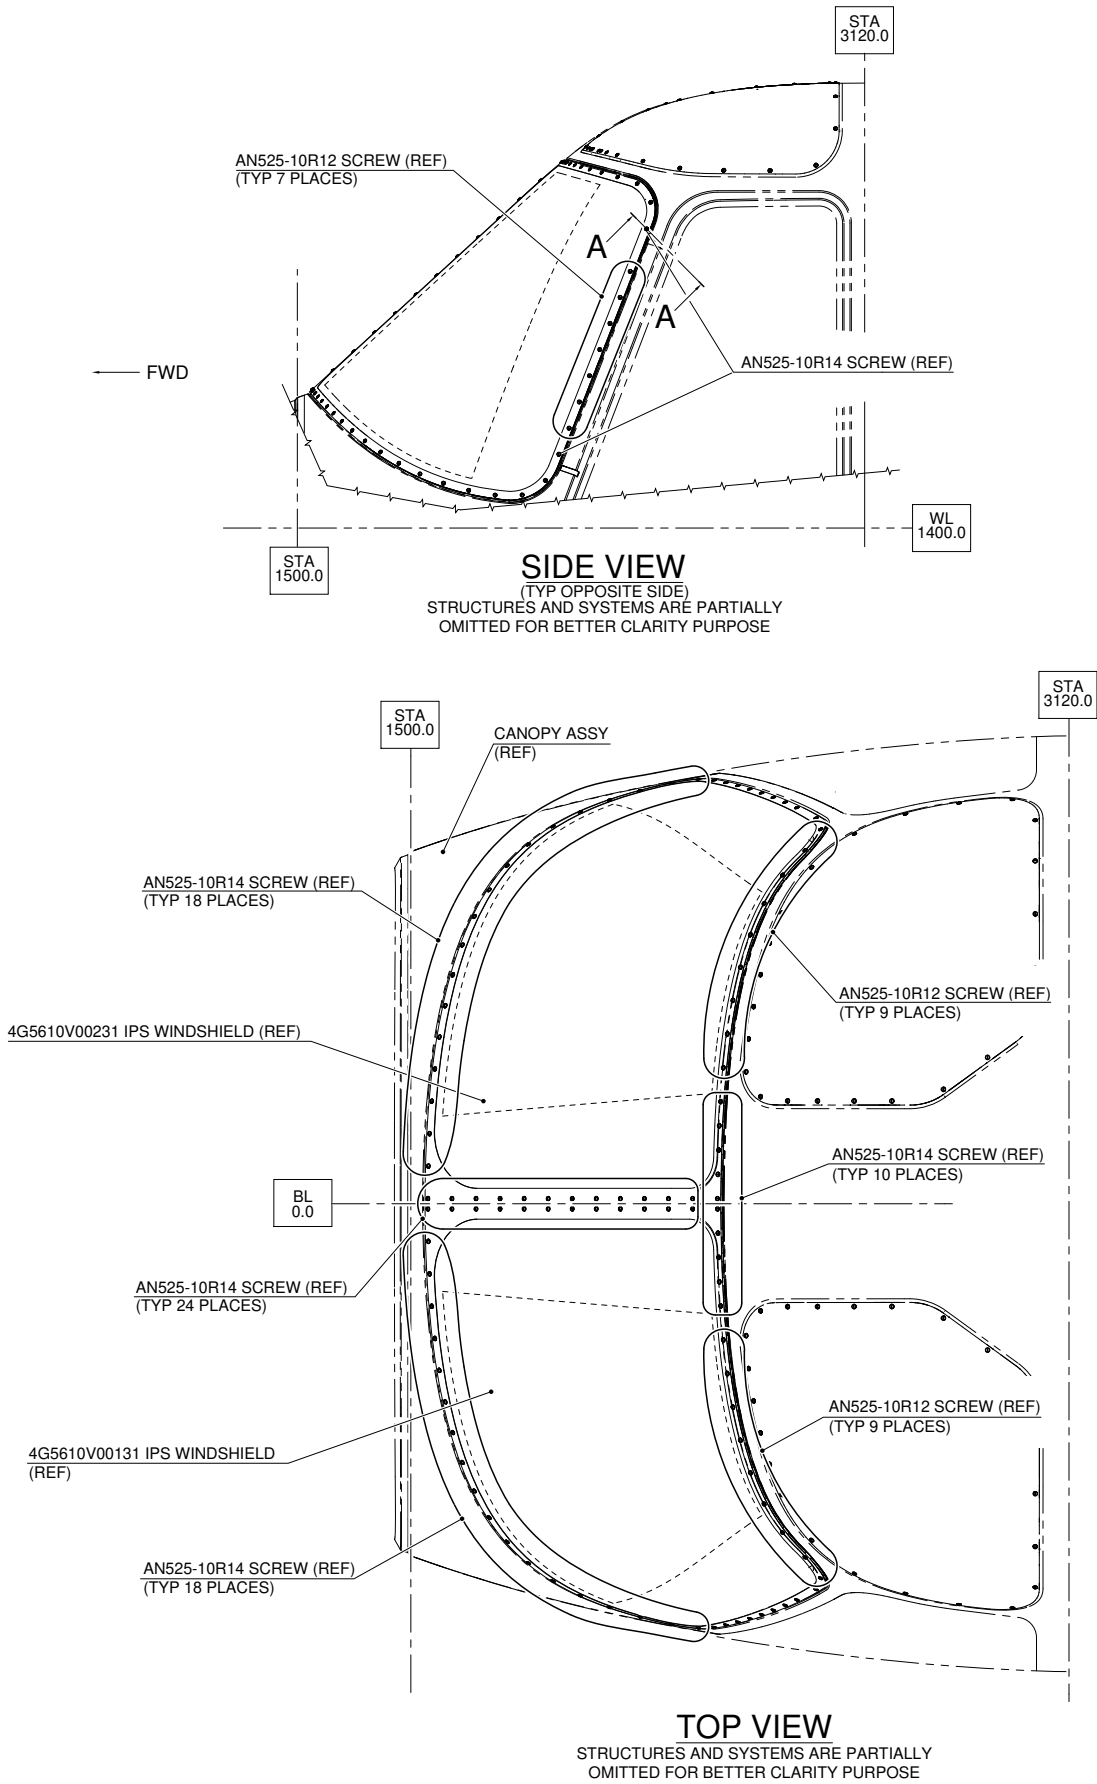 STA
3120.0
AN525-10R12 SCREW (REF)
(TYP 7 PLACES)
A
A
AN525-10R14 SCREW (REF)
FWD
WL
1400.0
STA
1500.0
SIDE VIEW
(TYP OPPOSITE SIDE)
STRUCTURES AND SYSTEMS ARE PARTIALLY
OMITTED FOR BETTER CLARITY PURPOSE
STA
3120.0
STA
1500.0
CANOPY ASSY
(REF)
AN525-10R14 SCREW (REF)
(TYP 18 PLACES)
AN525-10R12 SCREW (REF)
(TYP 9 PLACES)
4G5610V00231 IPS WINDSHIELD (REF)
AN525-10R14 SCREW (REF)
(TYP 10 PLACES)
BL
0.0
AN525-10R14 SCREW (REF)
(TYP 24 PLACES)
AN525-10R12 SCREW (REF)
(TYP 9 PLACES)
4G5610V00131 IPS WINDSHIELD
(REF)
AN525-10R14 SCREW (REF)
(TYP 18 PLACES)
TOP VIEW
STRUCTURES AND SYSTEMS ARE PARTIALLY
OMITTED FOR BETTER CLARITY PURPOSE